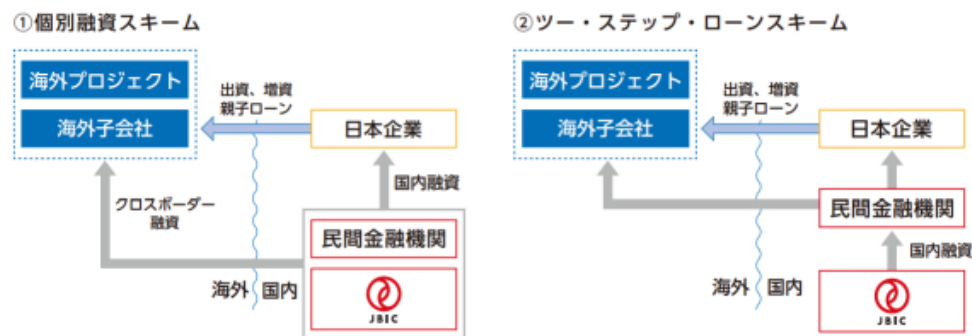 ①個別融資スキーム
海外プロジェクト
海外子会社
出資、増資
親子ローン
日本企業
国内融資
クロスボーダー
融資
民間金融機関
JBIC
海外
国内
②ツー・ステップ・ローンスキーム
海外プロジェクト
海外子会社
出資、増資
親子ローン
日本企業
民間金融機関
国内融資
JBIC
海外
国内